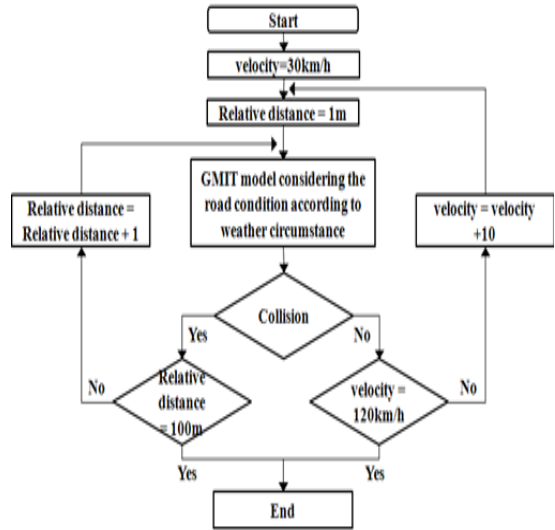 Start
velocity=30km/h
Relative distance = 1m
GMIT model considering the
road condition according to
weather circumstance
Relative distance =
Relative distance + 1
velocity = velocity
+10
Collision
Yes
No
Relative
distance
= 100m
velocity =
120km/h
No
No
Yes
Yes
End